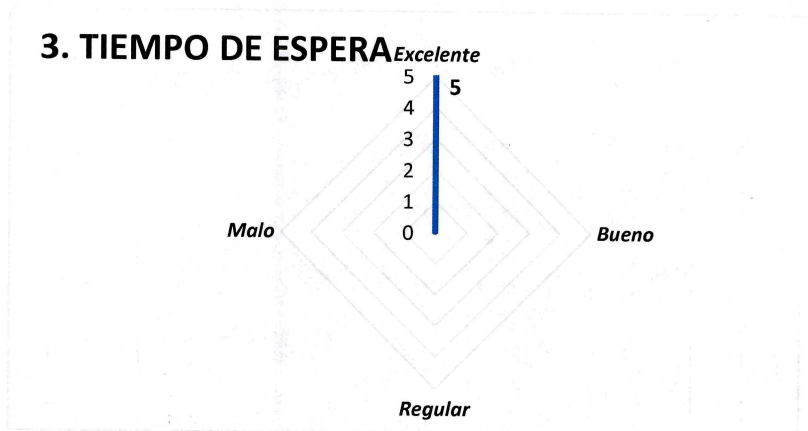 3. TIEMPO DE ESPERA
Excelente
5
5
4
3
2
1
0
Malo
Bueno
Regular